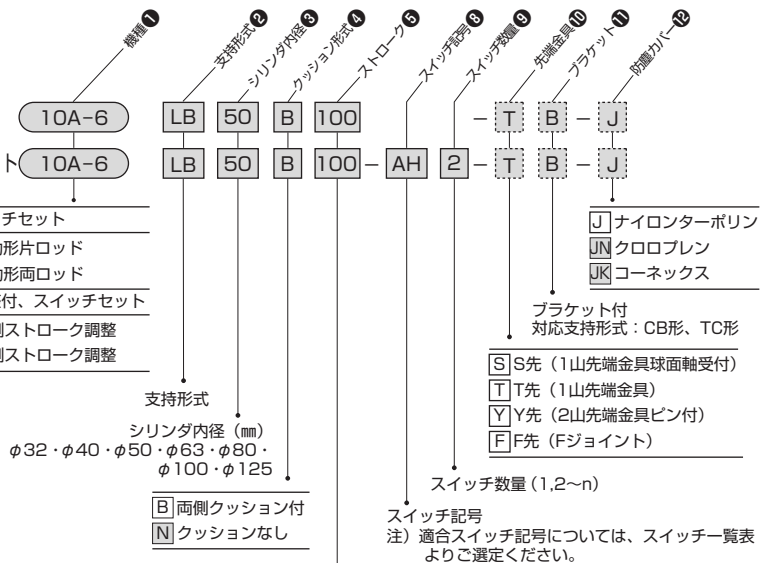 機種❶
支持形式❷
シリンダ内径❸
クッション形式❹
ストローク❺
スイッチ記号❽
スイッチ数量❾
先端金具❿
ブラケット⓫
防塵カバー⓬
10A-6 LB 50 B 100 - T B - J
ト 10A-6 LB 50 B 100 - AH 2 - T B - J
チセット
形片ロッド
形両ロッド
付、スイッチセット
側ストローク調整
側ストローク調整
支持形式
シリンダ内径（㎜）
φ32・φ40・φ50・φ63・φ80・
φ100・φ125
B 両側クッション付
N クッションなし
スイッチ記号
注）適合スイッチ記号については、スイッチ一覧表
よりご選定ください。
スイッチ数量（1,2〜n）
S S先（1山先端金具球面軸受付）
T T先（1山先端金具）
Y Y先（2山先端金具ピン付）
F F先（Fジョイント）
ブラケット付
対応支持形式：CB形、TC形
J ナイロンターポリン
JN クロロプレン
JK コーネックス